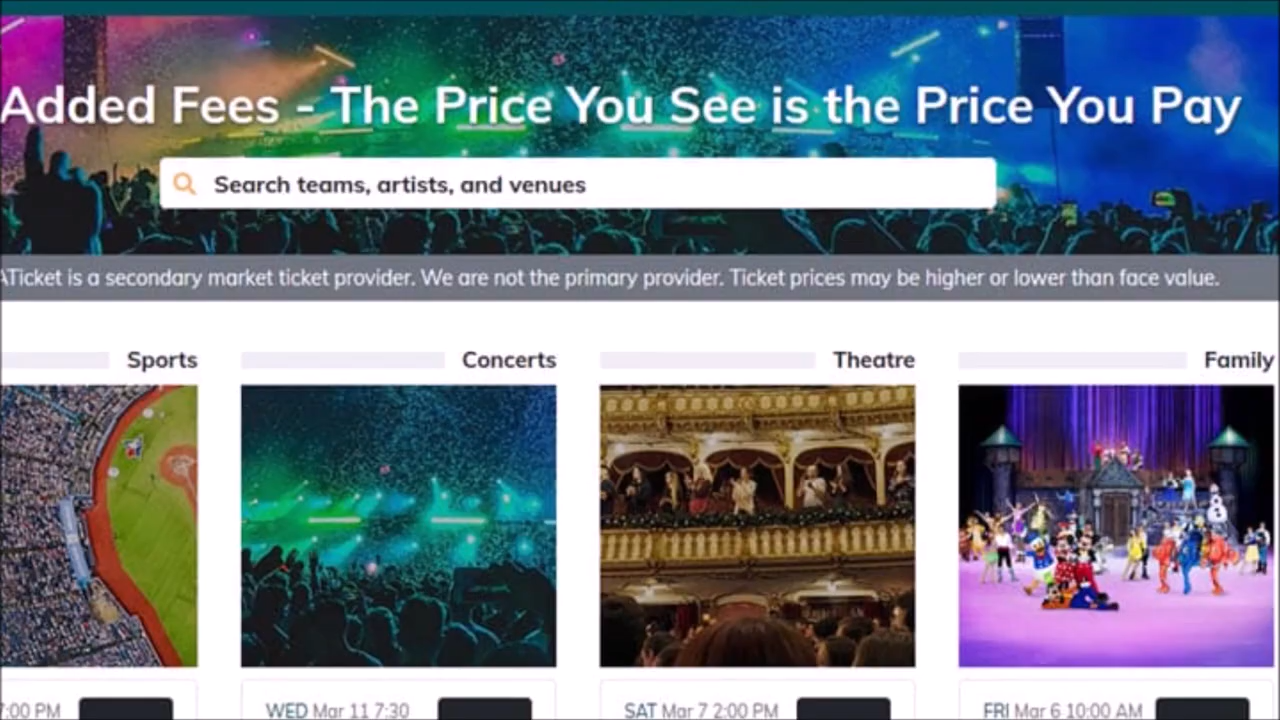 Added Fees - The Price You See is the Price You Pay
Search teams, artists, and venues
ATicket is a secondary market ticket provider. We are not the primary provider. Ticket prices may be higher or lower than face value.
Sports
Concerts
Theatre
Family
7:00 PM
WED Mar 11 7:30
SAT Mar 7 2:00 PM
FRI Mar 6 10:00 AM